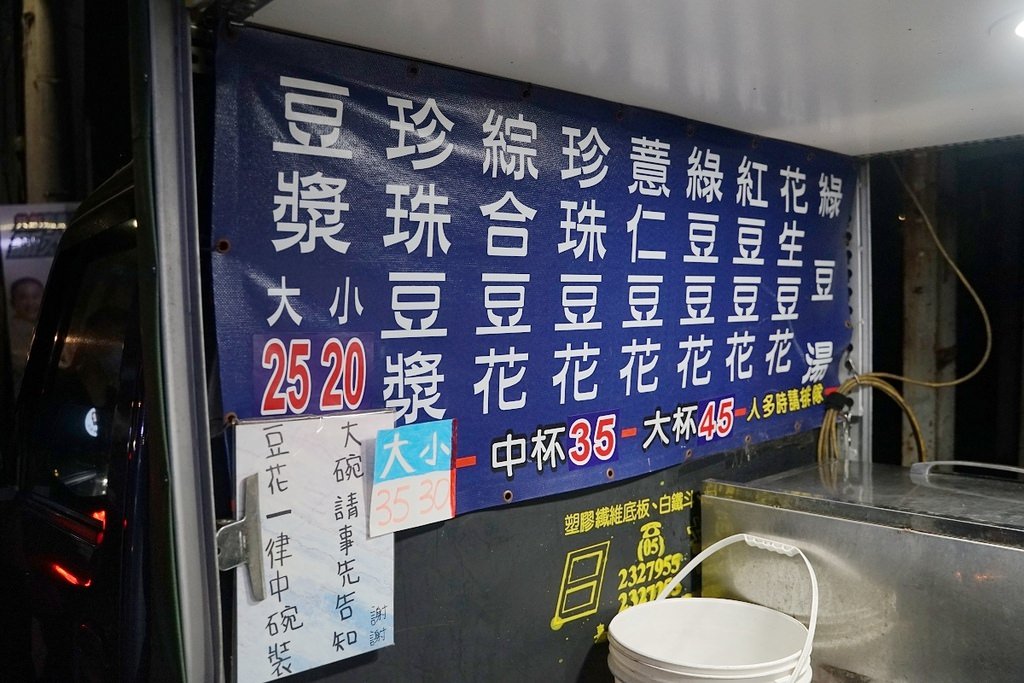 豆漿
大 小
25 20
珍珠豆漿
大 小
35 30
綜合豆花
珍珠豆花
薏仁豆花
綠豆豆花
紅豆豆花
花生豆花
綠豆湯
中杯35-大杯45-人多時請排隊
豆花一律中碗裝
大碗請事先告知
謝謝
塑膠纖維底板、白鐵斗
(05)
2327955